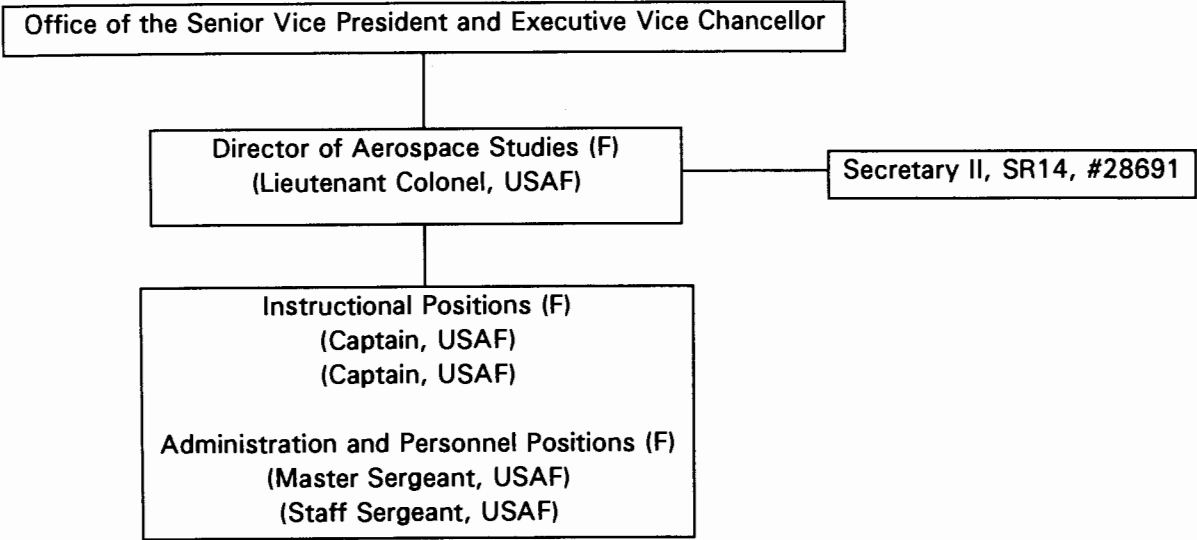 Office of the Senior Vice President and Executive Vice Chancellor
Director of Aerospace Studies (F)
(Lieutenant Colonel, USAF)
Secretary II, SR14, #28691
Instructional Positions (F)
(Captain, USAF)
(Captain, USAF)
Administration and Personnel Positions (F)
(Master Sergeant, USAF)
(Staff Sergeant, USAF)